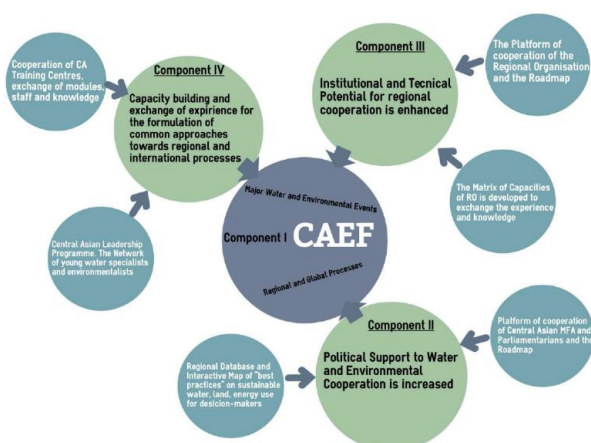 Cooperation of CA
Training Centres,
exchange of modules,
staff and knowledge
Component IV
Capacity building and
exchange of expirience for
the formulation of
common approaches
towards regional and
international processes
Component III
Institutional and Tecnical
Potential for regional
cooperation is enhanced
The Platform of
cooperation of the
Regional Organisation
and the Roadmap
The Matrix of Capacities
of RO is developed to
exchange the experience
and knowledge
Central Asian Leadership
Programme. The Network
of young water specialists
and environmentalists
Major Water and Environmental Events
Component I CAEF
Regional and Global Processes
Component II
Political Support to Water
and Environmental
Cooperation is increased
Platform of cooperation
of Central Asian MFA and
Parliamentarians and the
Roadmap
Regional Database and
Interactive Map of "best
practices" on sustainable
water, land, energy use
for desicion-makers